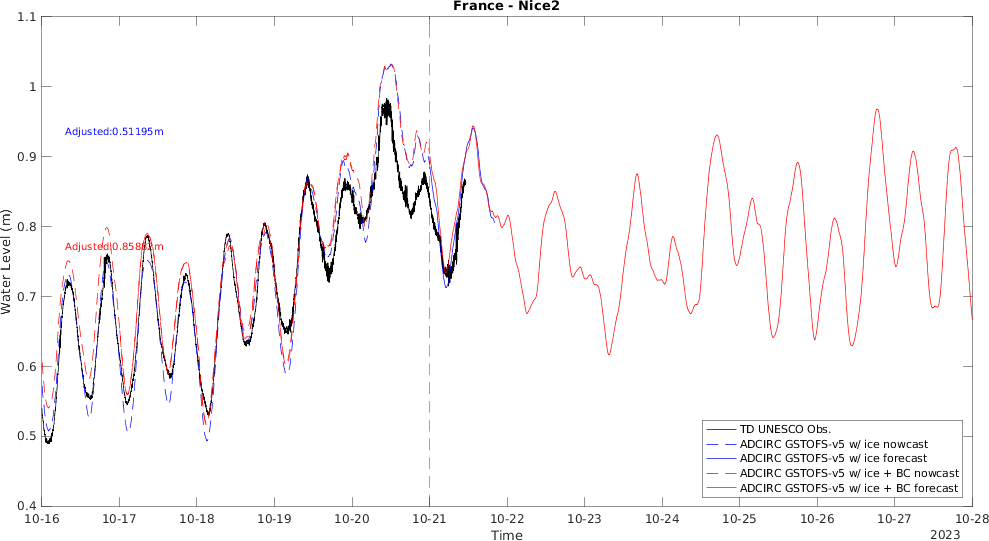 France - Nice2
1.1
1
0.9
0.8
0.7
0.6
0.5
0.4
Water Level (m)
Adjusted:0.51195m
TD UNESCO Obs.
ADCIRC GSTOFS-v5 w/ ice nowcast
ADCIRC GSTOFS-v5 w/ ice forecast
ADCIRC GSTOFS-v5 w/ ice + BC nowcast
ADCIRC GSTOFS-v5 w/ ice + BC forecast
10-16 10-17 10-18 10-19 10-20 10-21 10-22 10-23 10-24 10-25 10-26 10-27 10-28
Time
2023